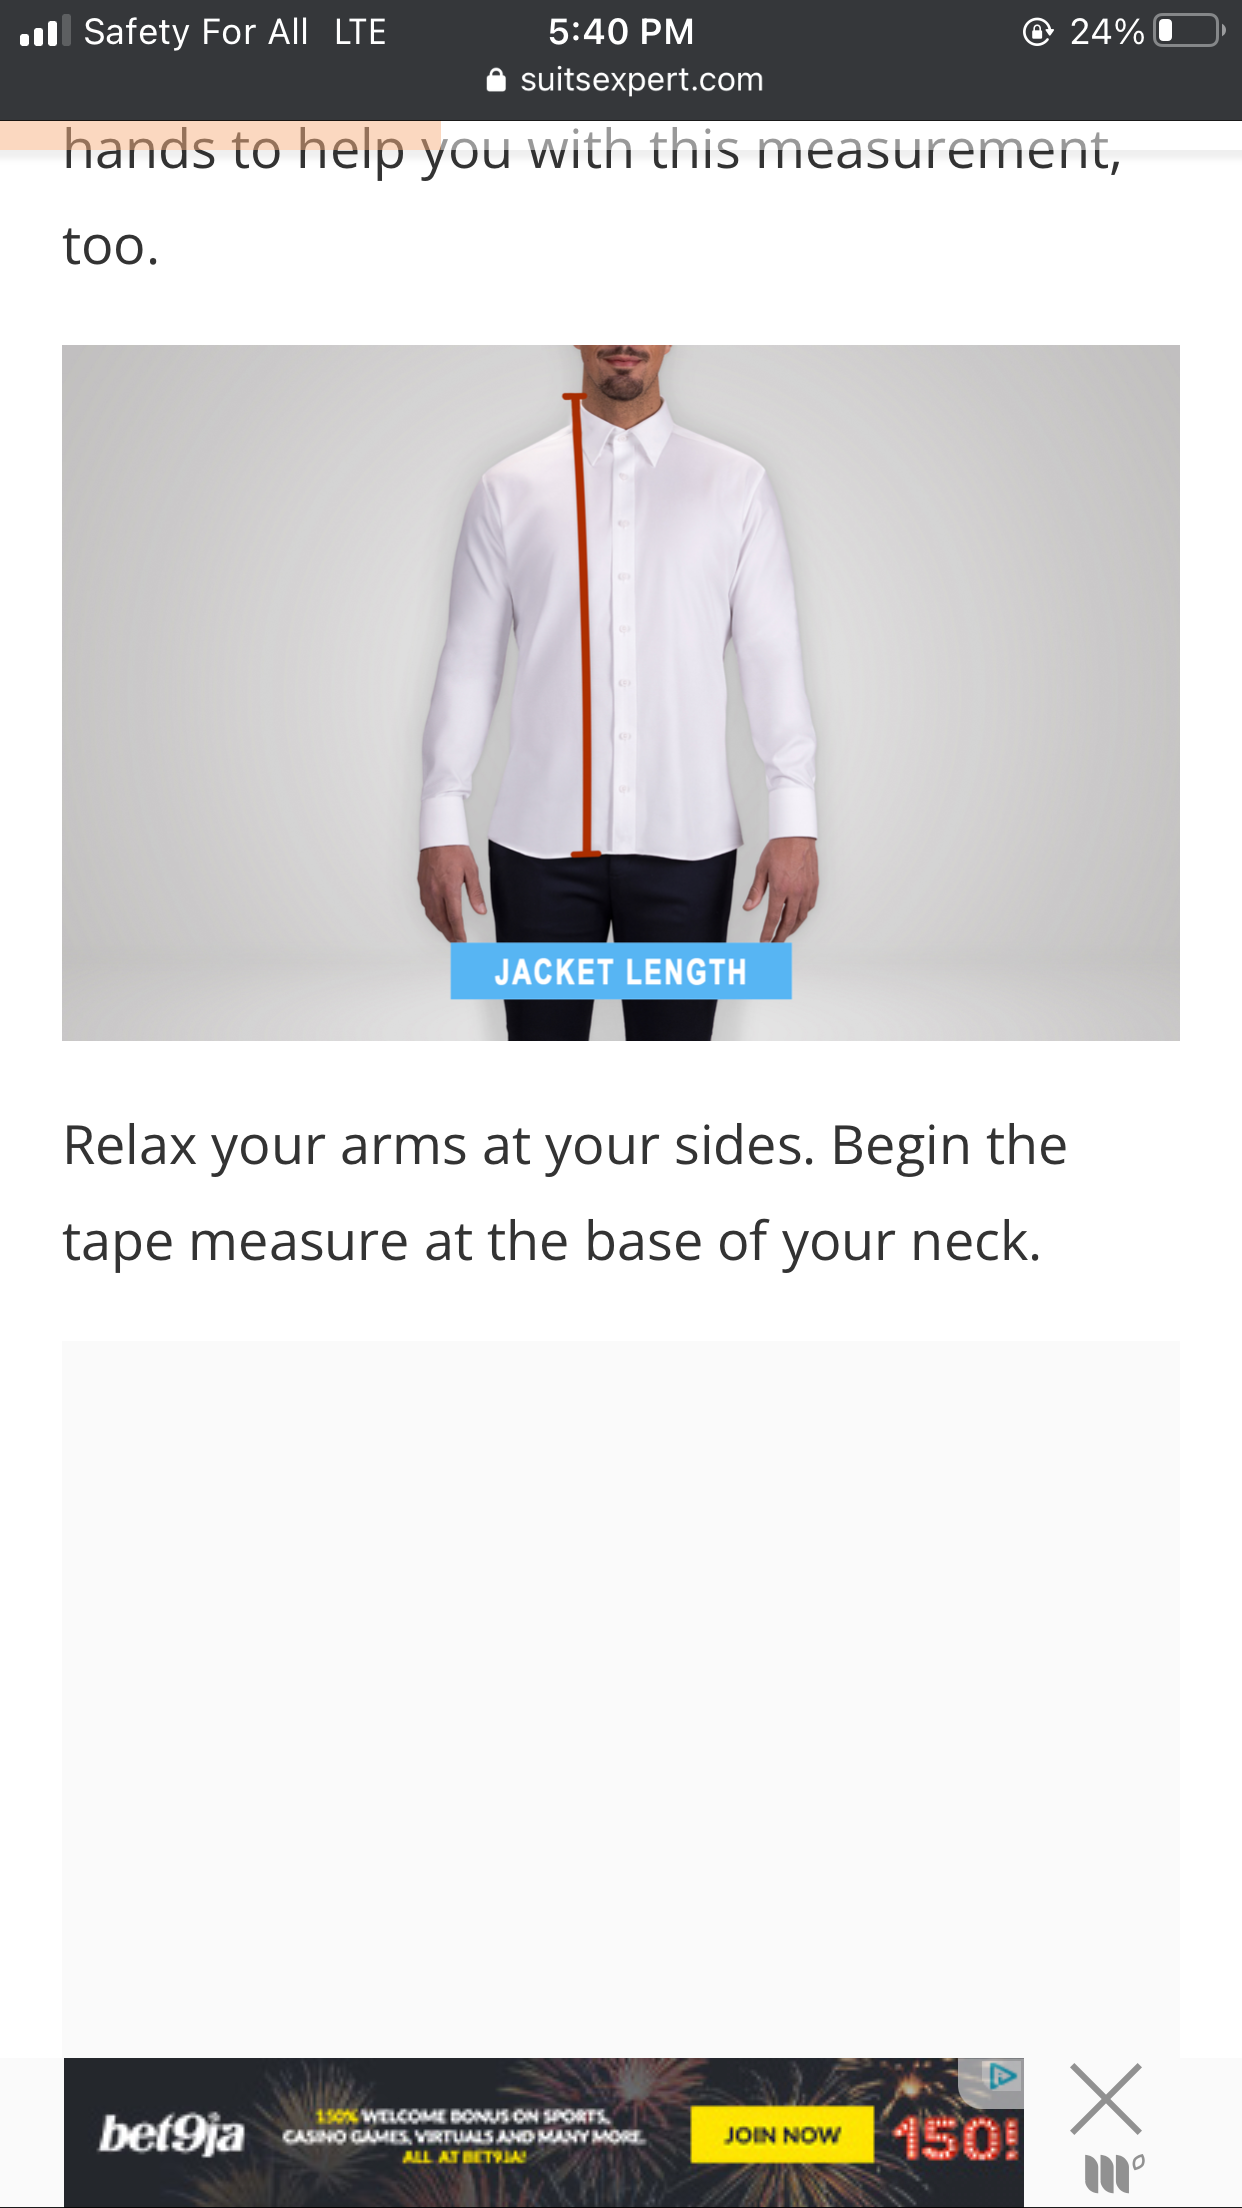 Safety For All LTE 5:40 PM 24%
suitsexpert.com
hands to help you with this measurement,
too.
JACKET LENGTH
Relax your arms at your sides. Begin the
tape measure at the base of your neck.
bet9ja
150% WELCOME BONUS ON SPORTS,
CASINO GAMES, VIRTUALS AND MANY MORE.
ALL AT BET9JA!
JOIN NOW
150!